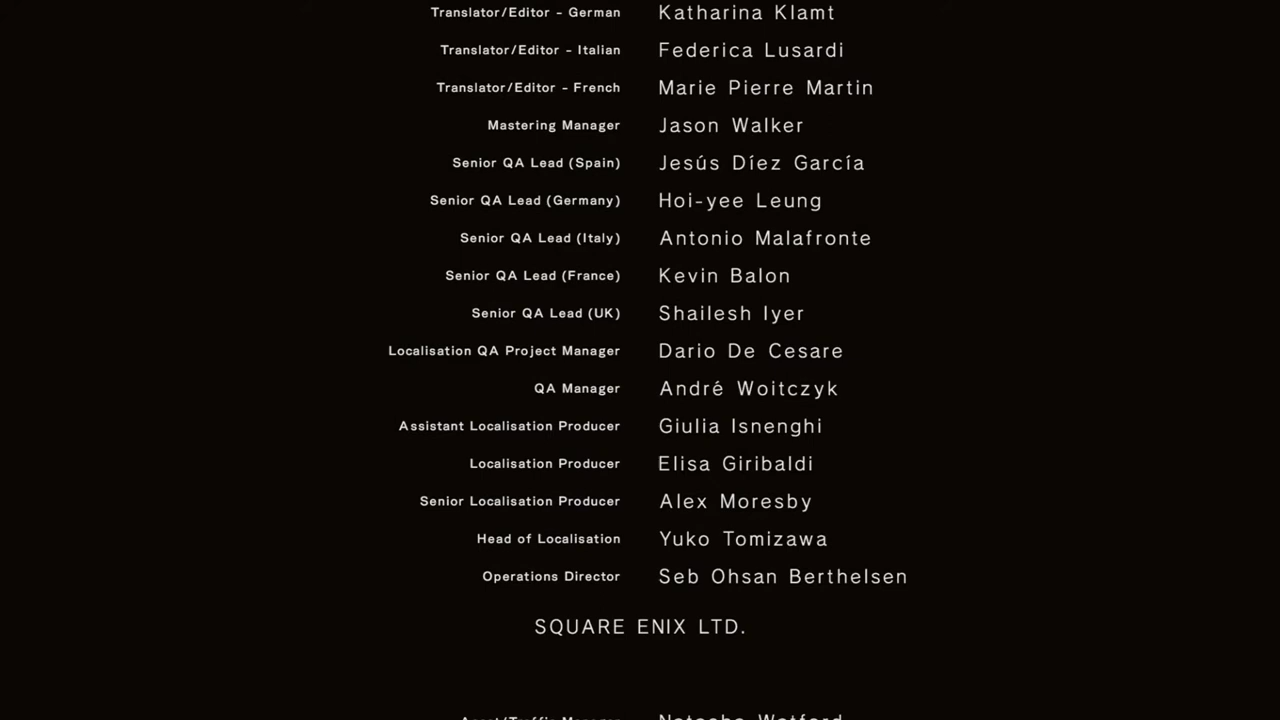 Translator/Editor - German Katharina Klamt
Translator/Editor - Italian Federica Lusardi
Translator/Editor - French Marie Pierre Martin
Mastering Manager Jason Walker
Senior QA Lead (Spain) Jesús Díez García
Senior QA Lead (Germany) Hoi-yee Leung
Senior QA Lead (Italy) Antonio Malafronte
Senior QA Lead (France) Kevin Balon
Senior QA Lead (UK) Shailesh Iyer
Localisation QA Project Manager Dario De Cesare
QA Manager André Woitczyk
Assistant Localisation Producer Giulia Isnenghi
Localisation Producer Elisa Giribaldi
Senior Localisation Producer Alex Moresby
Head of Localisation Yuko Tomizawa
Operations Director Seb Ohsan Berthelsen
SQUARE ENIX LTD.